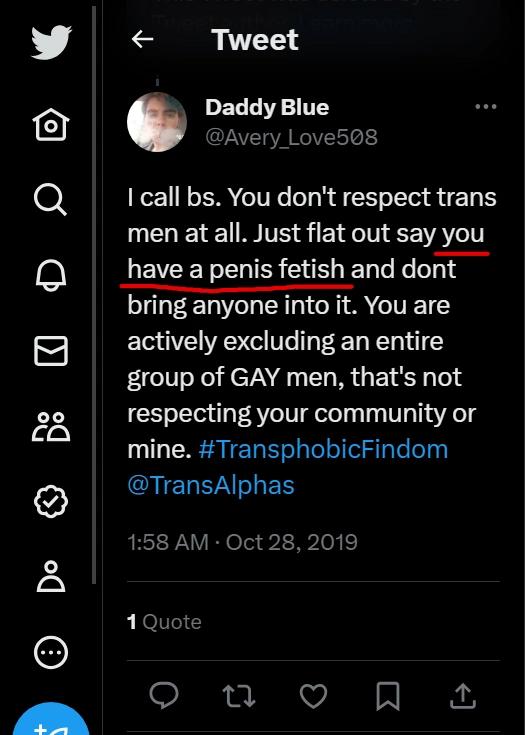 Tweet
Daddy Blue
@Avery_Love508
I call bs. You don't respect trans
men at all. Just flat out say you
have a penis fetish and dont
bring anyone into it. You are
actively excluding an entire
group of GAY men, that's not
respecting your community or
mine. #TransphobicFindom
@TransAlphas
1:58 AM · Oct 28, 2019
1 Quote